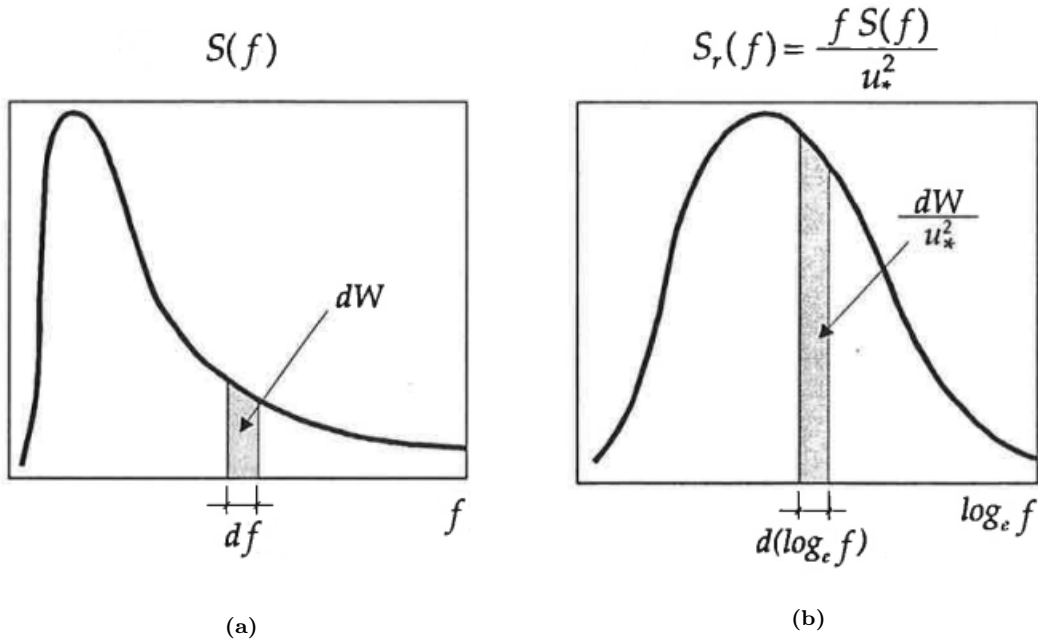 S(f)
dW
df
f
(a)
S_r(f) = f S(f) / u_*^2
dW / u_*^2
d(log_e f)
log_e f
(b)